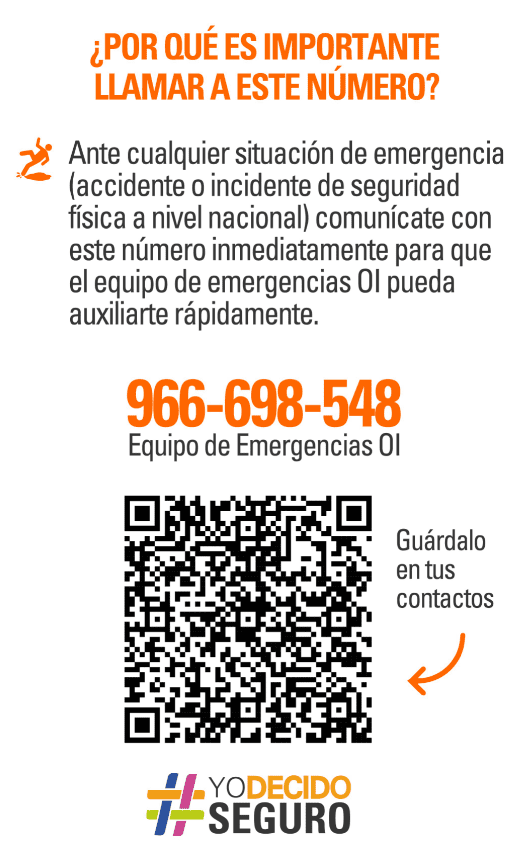 ¿POR QUÉ ES IMPORTANTE
LLAMAR A ESTE NÚMERO?
Ante cualquier situación de emergencia
(accidente o incidente de seguridad
física a nivel nacional) comunícate con
este número inmediatamente para que
el equipo de emergencias OI pueda
auxiliarte rápidamente.
966-698-548
Equipo de Emergencias OI
Guárdalo
en tus
contactos
#YODECIDO
SEGURO